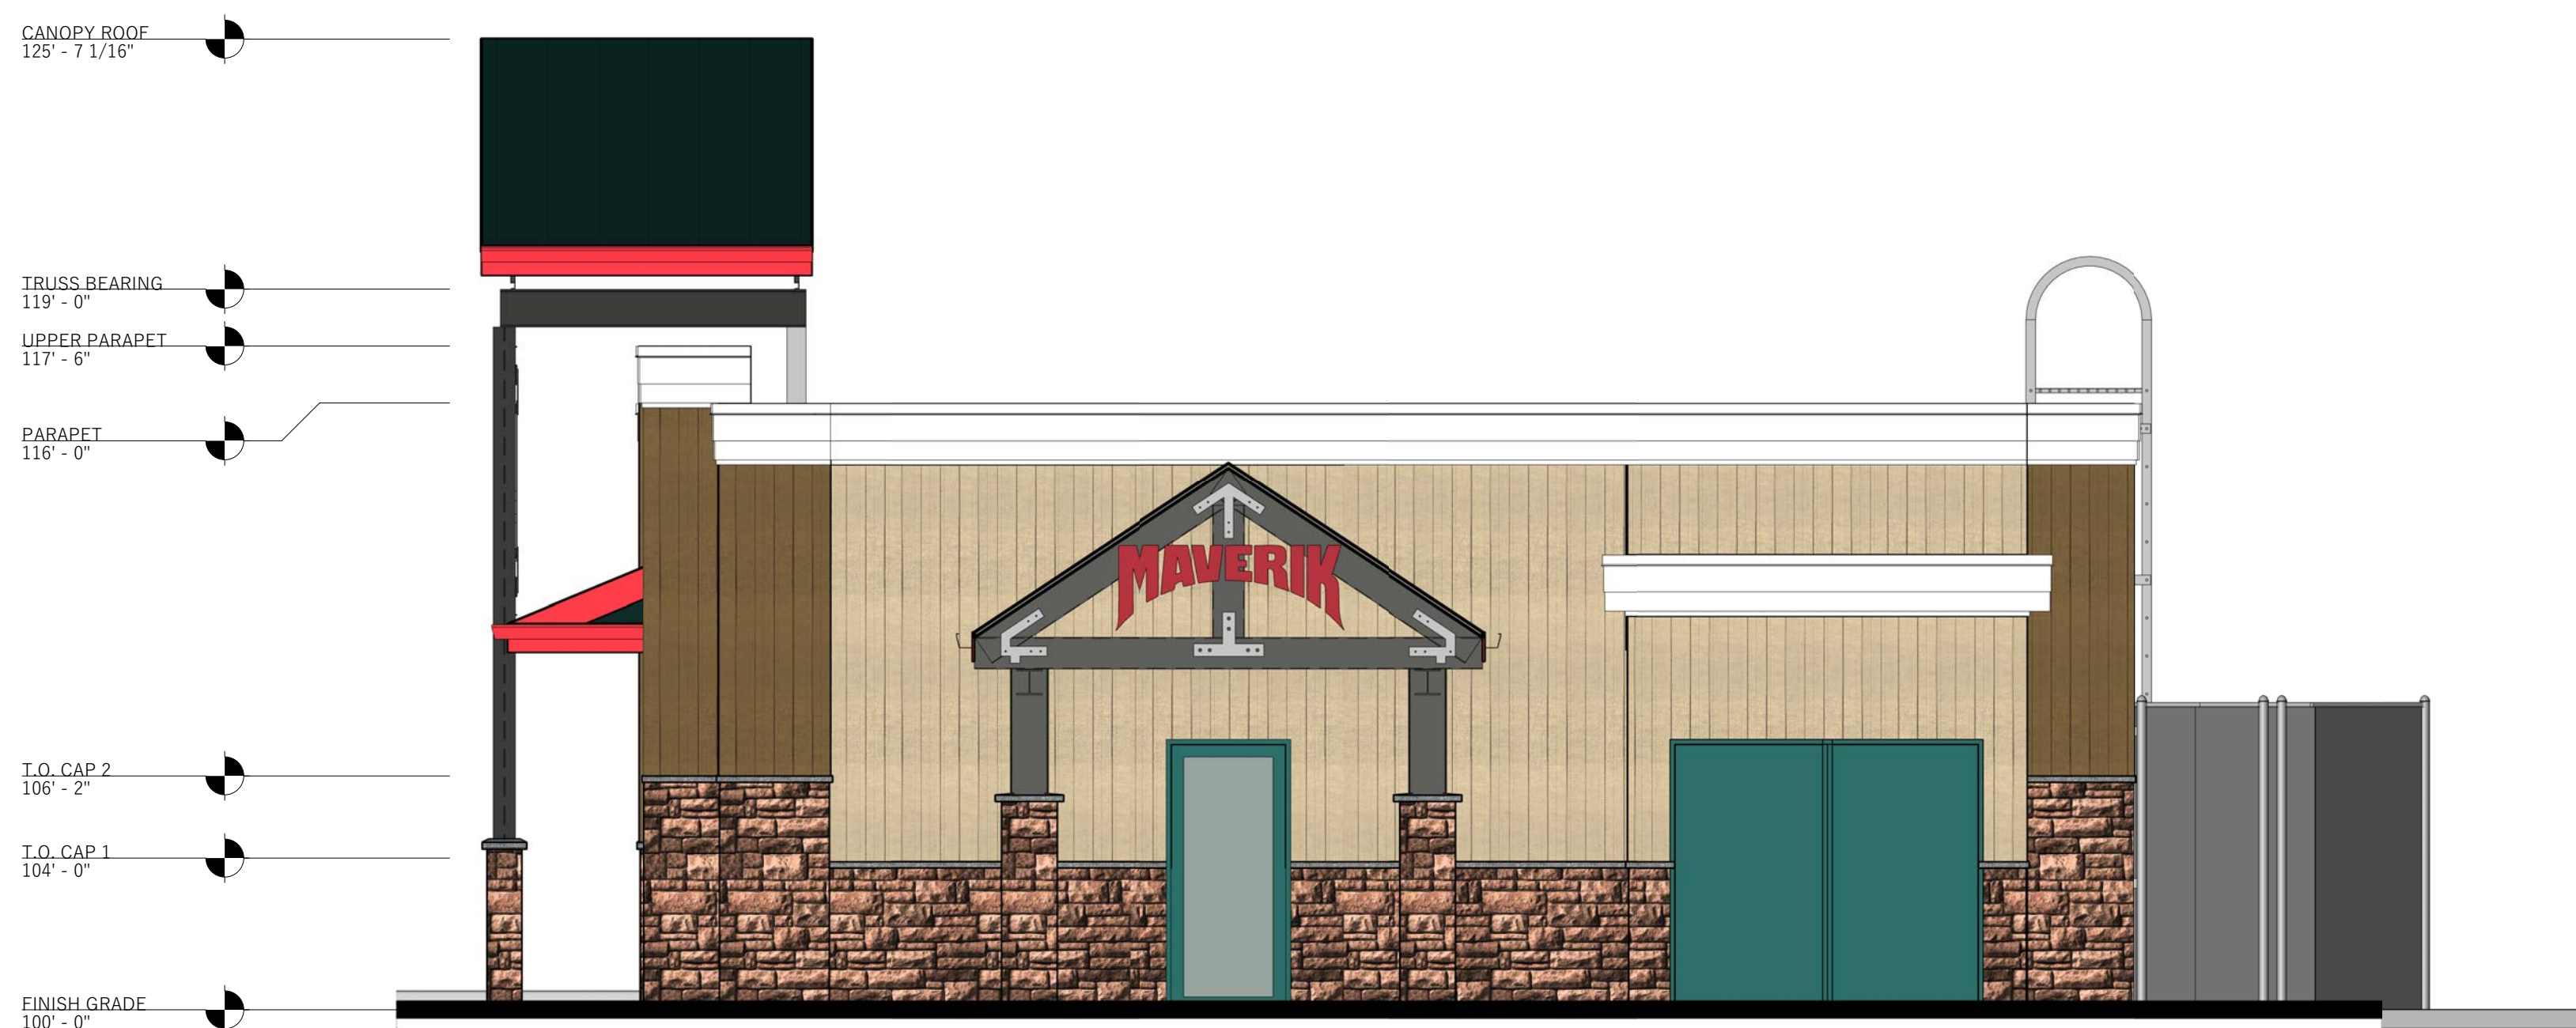 CANOPY ROOF
125' - 7 1/16"
TRUSS BEARING
119' - 0"
UPPER PARAPET
117' - 6"
PARAPET
116' - 0"
MAVERIK
T.O. CAP 2
106' - 2"
T.O. CAP 1
104' - 0"
FINISH GRADE
100' - 0"